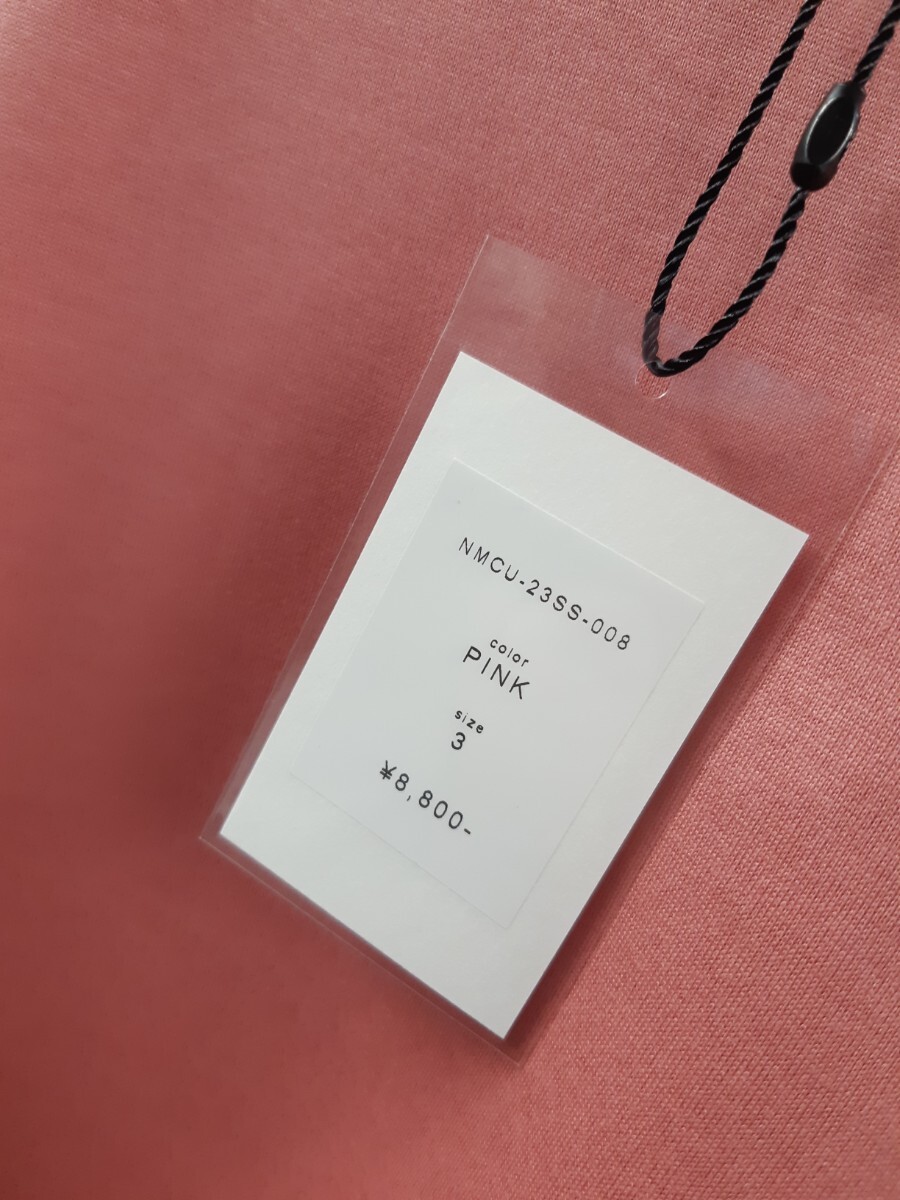 NMCU-23SS-008
color
PINK
size
3
¥8,800-